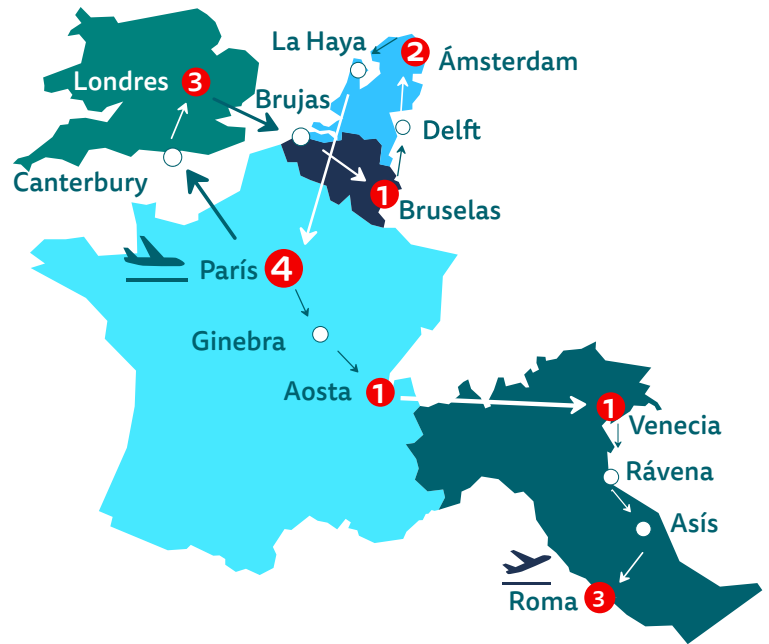 La Haya
2
Ámsterdam
Londres
3
Brujas
Delft
Canterbury
1
Bruselas
París
4
Ginebra
Aosta
1
1
Venecia
Rávena
Asís
Roma
3